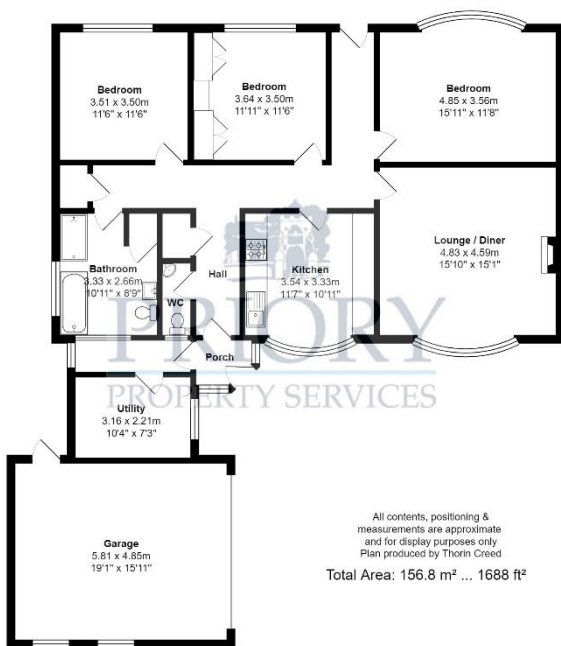 Bedroom
3.51 x 3.50m
11'6" x 11'6"
Bedroom
3.64 x 3.50m
11'11" x 11'6"
Bedroom
4.85 x 3.56m
15'11" x 11'8"
Lounge / Diner
4.83 x 4.59m
15'10" x 15'1"
Bathroom
3.33 x 2.66m
10'11" x 8'9"
WC
Hall
Kitchen
3.54 x 3.33m
11'7" x 10'11"
PRIORY
PROPERTY SERVICES
Porch
Utility
3.16 x 2.21m
10'4" x 7'3"
Garage
5.81 x 4.85m
19'1" x 15'11"
All contents, positioning &
measurements are approximate
and for display purposes only
Plan produced by Thorin Creed
Total Area: 156.8 m² ... 1688 ft²